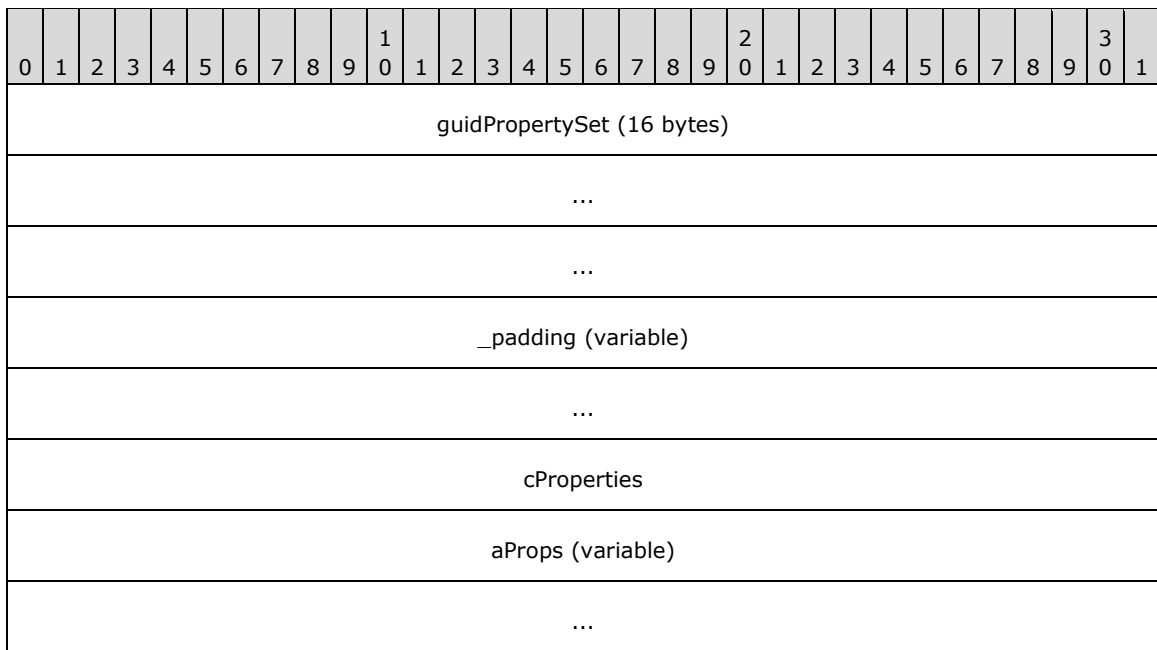 1 2 3
0 1 2 3 4 5 6 7 8 9 0 1 2 3 4 5 6 7 8 9 0 1 2 3 4 5 6 7 8 9 0 1
guidPropertySet (16 bytes)
...
...
_padding (variable)
...
cProperties
aProps (variable)
...